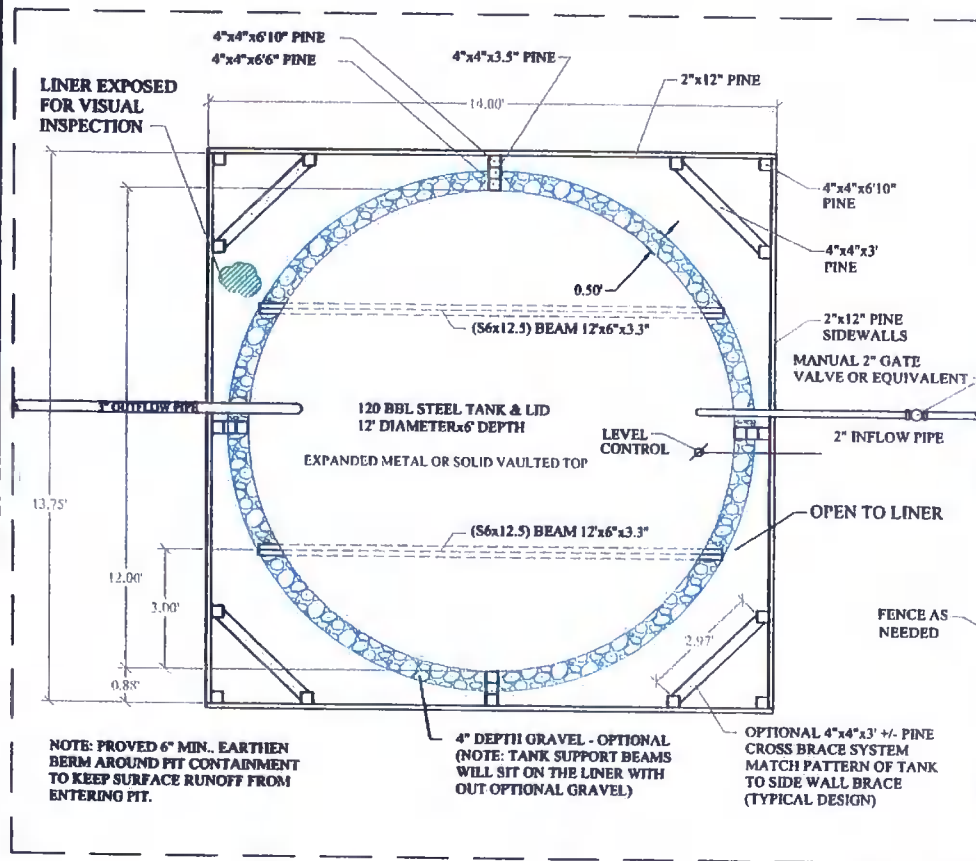 4"x4"x6'10" PINE
4"x4"x6'6" PINE
4"x4"x3.5" PINE
2"x12" PINE
LINER EXPOSED
FOR VISUAL
INSPECTION
14.00'
4"x4"x6'10"
PINE
4"x4"x3'
PINE
0.50'
(S6x12.5) BEAM 12'x6"x3.3"
2"x12" PINE
SIDEWALLS
MANUAL 2" GATE
VALVE OR EQUIVALENT
3" OUTFLOW PIPE
120 BBL STEEL TANK & LID
12' DIAMETERx6' DEPTH
LEVEL
CONTROL
2" INFLOW PIPE
EXPANDED METAL OR SOLID VAULTED TOP
13.75'
OPEN TO LINER
(S6x12.5) BEAM 12'x6"x3.3"
12.00'
3.00'
2.97'
FENCE AS
NEEDED
0.88'
NOTE: PROVED 6" MIN.. EARTHEN
BERM AROUND PIT CONTAINMENT
TO KEEP SURFACE RUNOFF FROM
ENTERING PIT.
4" DEPTH GRAVEL - OPTIONAL
(NOTE: TANK SUPPORT BEAMS
WILL SIT ON THE LINER WITH
OUT OPTIONAL GRAVEL)
OPTIONAL 4"x4"x3' +/- PINE
CROSS BRACE SYSTEM
MATCH PATTERN OF TANK
TO SIDE WALL BRACE
(TYPICAL DESIGN)